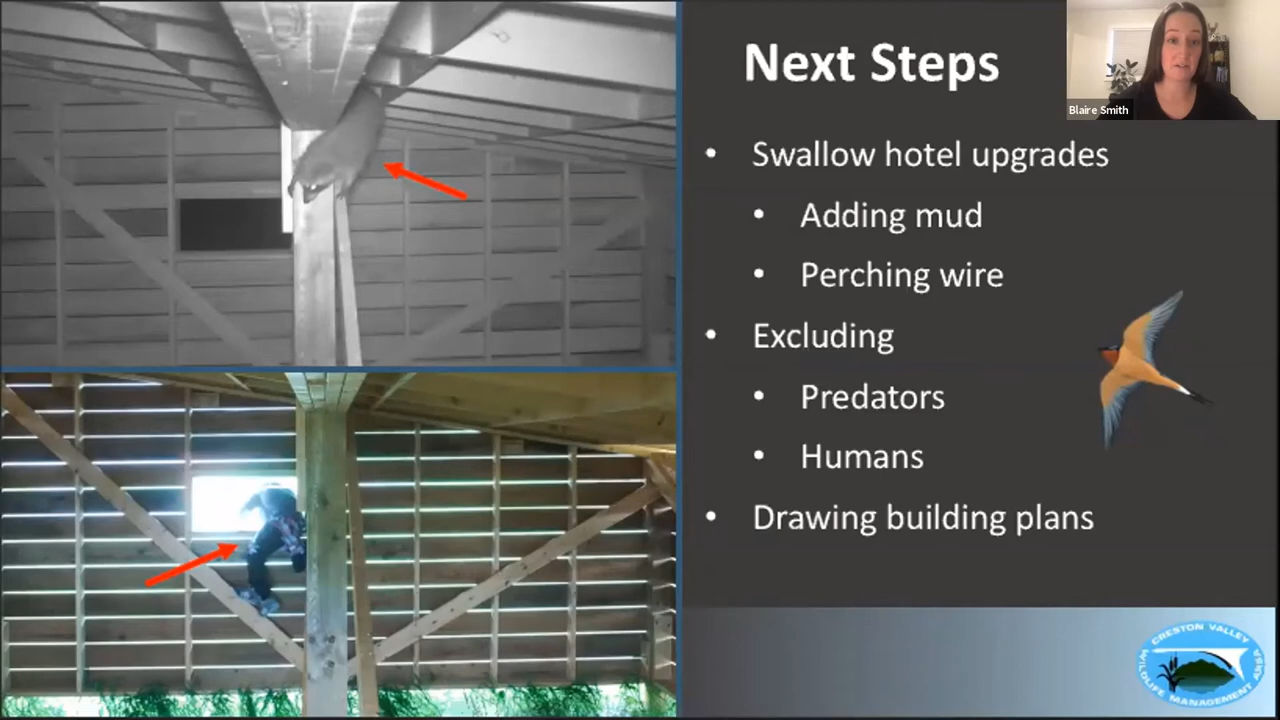 Next Steps
Blaire Smith
• Swallow hotel upgrades
• Adding mud
• Perching wire
• Excluding
• Predators
• Humans
• Drawing building plans
CRESTON VALLEY
WILDLIFE MANAGEMENT AREA